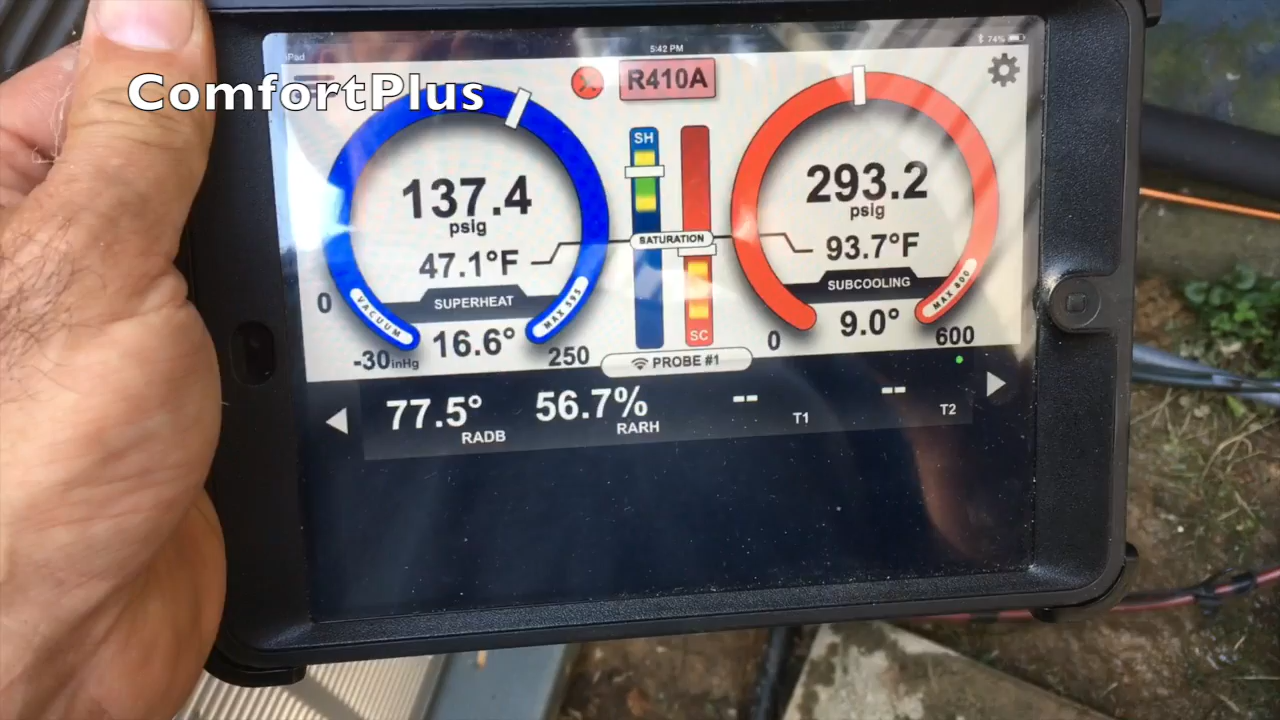 iPad
5:42 PM
74%
ComfortPlus
R410A
137.4
psig
47.1°F
SUPERHEAT
16.6°
0
VACUUM
-30inHg
MAX 595
250
SH
SATURATION
SC
293.2
psig
93.7°F
SUBCOOLING
9.0°
0
MAX 800
600
PROBE #1
77.5°
RADB
56.7%
RARH
--
T1
--
T2